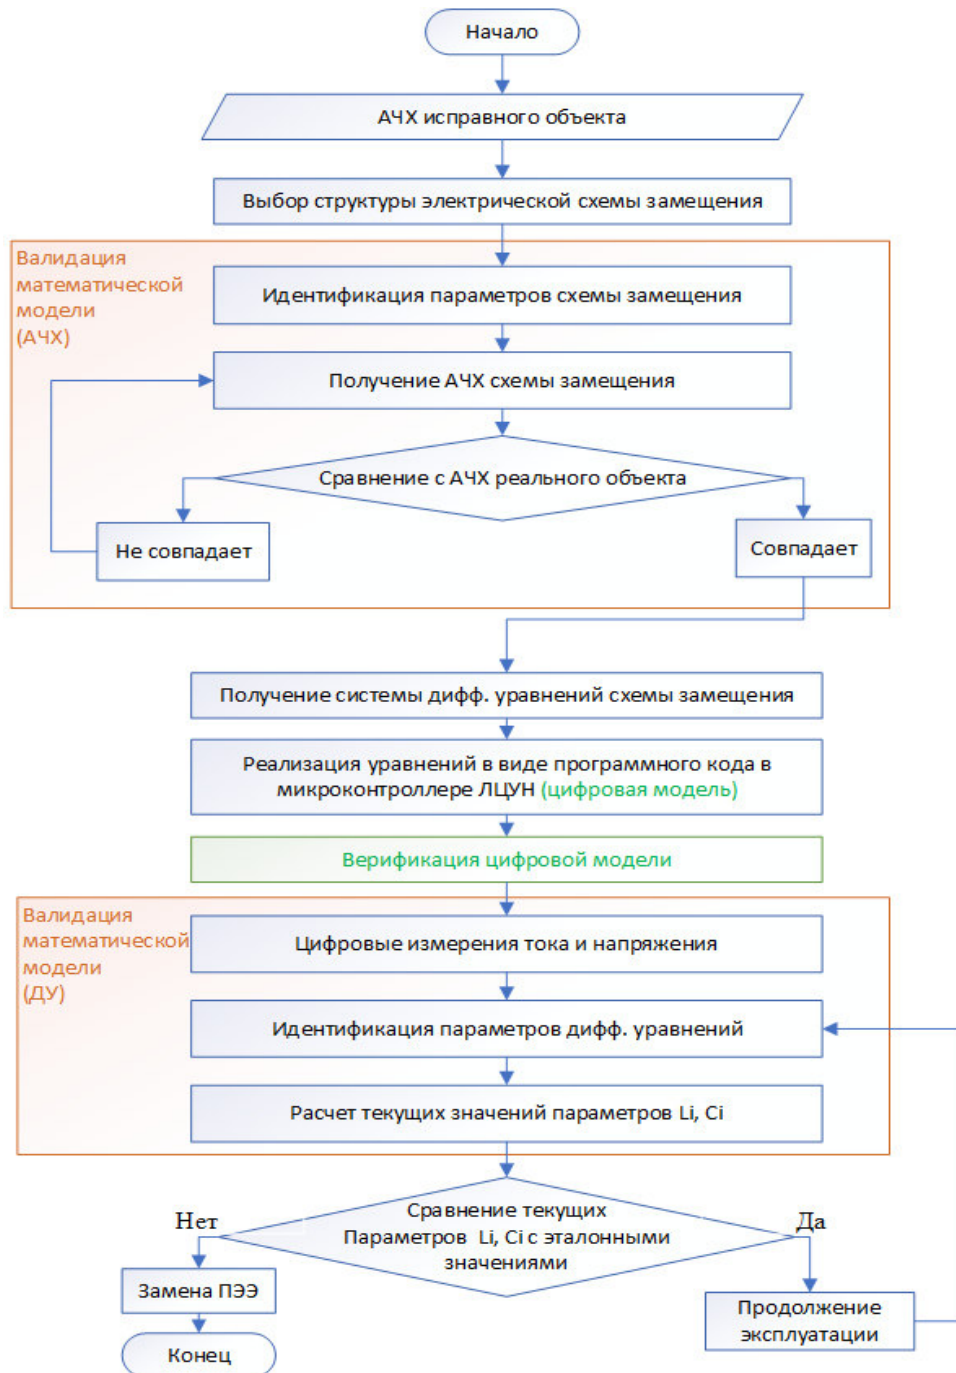 Начало
АЧХ исправного объекта
Выбор структуры электрической схемы замещения
Валидация
математической
модели
(АЧХ)
Идентификация параметров схемы замещения
Получение АЧХ схемы замещения
Сравнение с АЧХ реального объекта
Не совпадает
Совпадает
Получение системы дифф. уравнений схемы замещения
Реализация уравнений в виде программного кода в
микроконтроллере ЛЦУН (цифровая модель)
Верификация цифровой модели
Валидация
математической
модели
(ДУ)
Цифровые измерения тока и напряжения
Идентификация параметров дифф. уравнений
Расчет текущих значений параметров Li, Ci
Сравнение текущих
Параметров Li, Ci с эталонными
значениями
Нет
Да
Замена ПЭЭ
Продолжение
эксплуатации
Конец